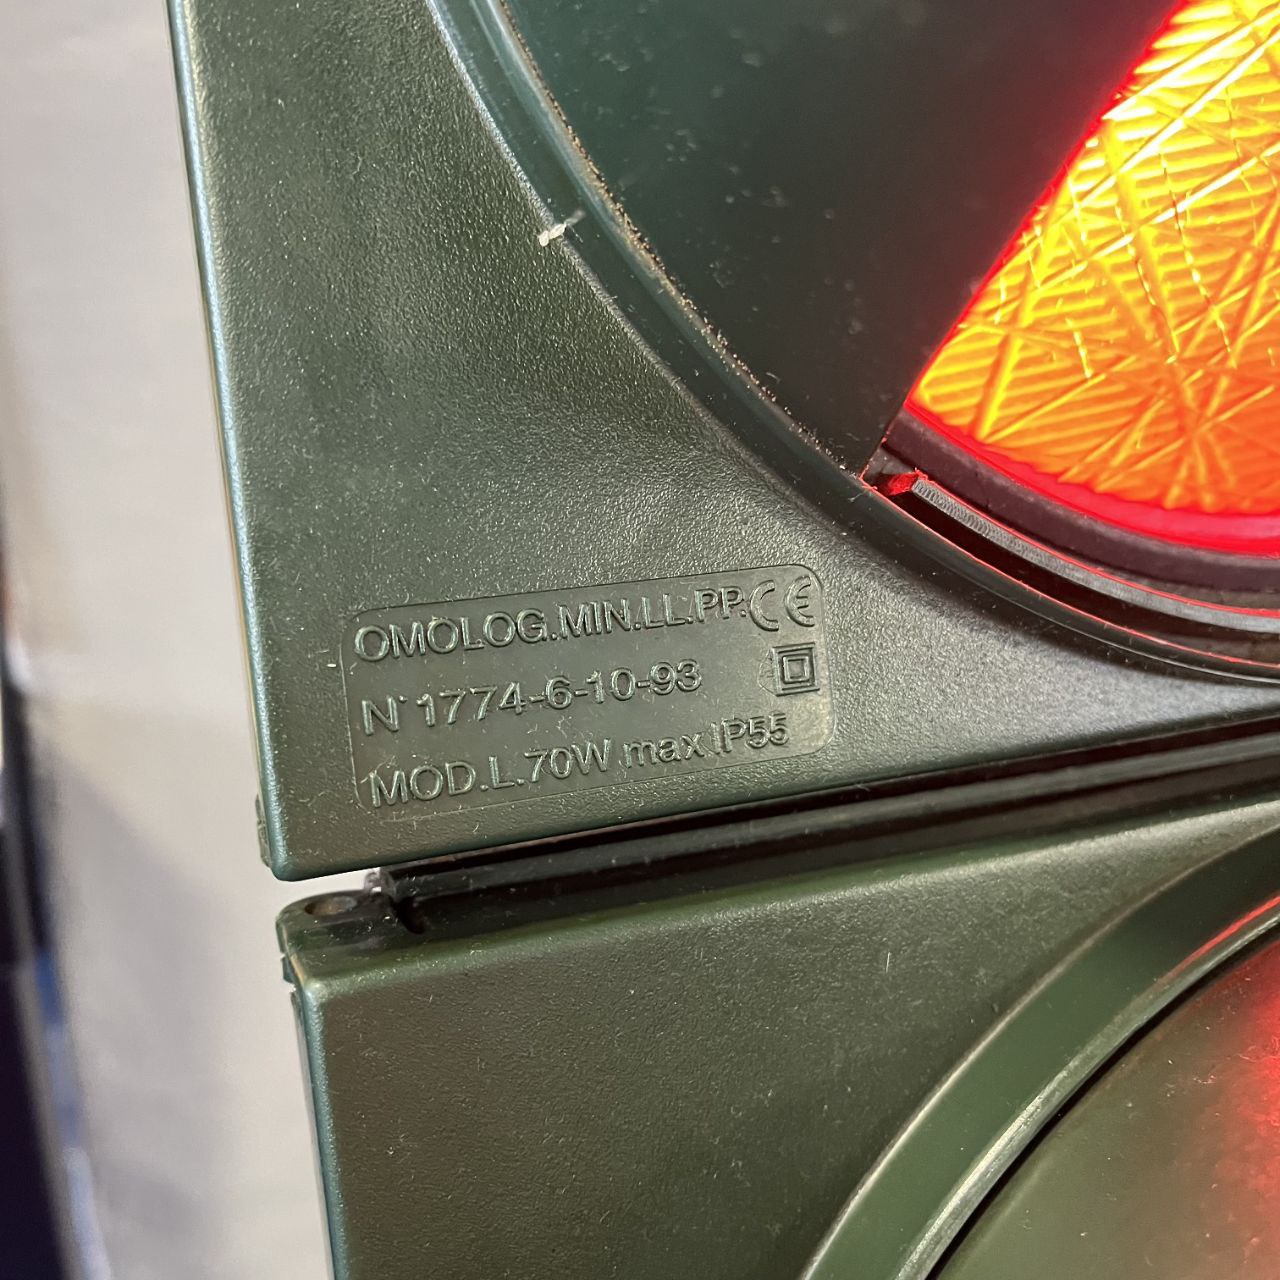 OMOLOG.MIN.LL.PP. CE
N° 1774-6-10-93
MOD.L.70W max IP55